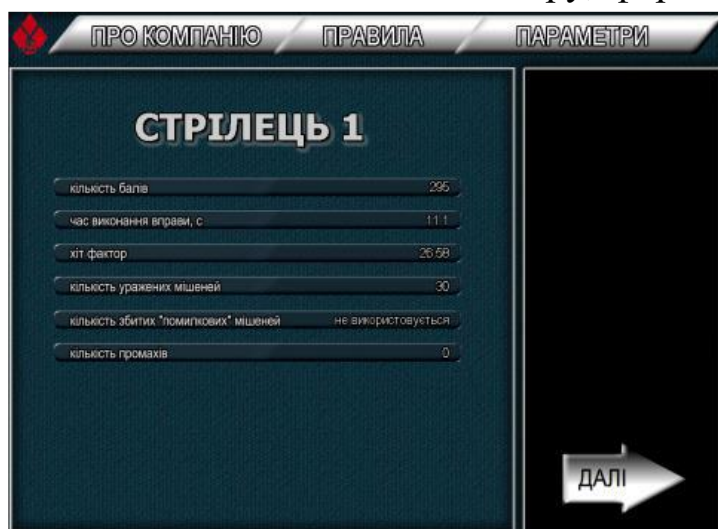 ПРО КОМПАНІЮ ПРАВИЛА ПАРАМЕТРИ
СТРІЛЕЦЬ 1
кількість балів 295
час виконання вправи, с 11.1
хіт фактор 26.58
кількість уражених мішеней 30
кількість збитих "помилкових" мішеней не використовується
кількість промахів 0
ДАЛІ